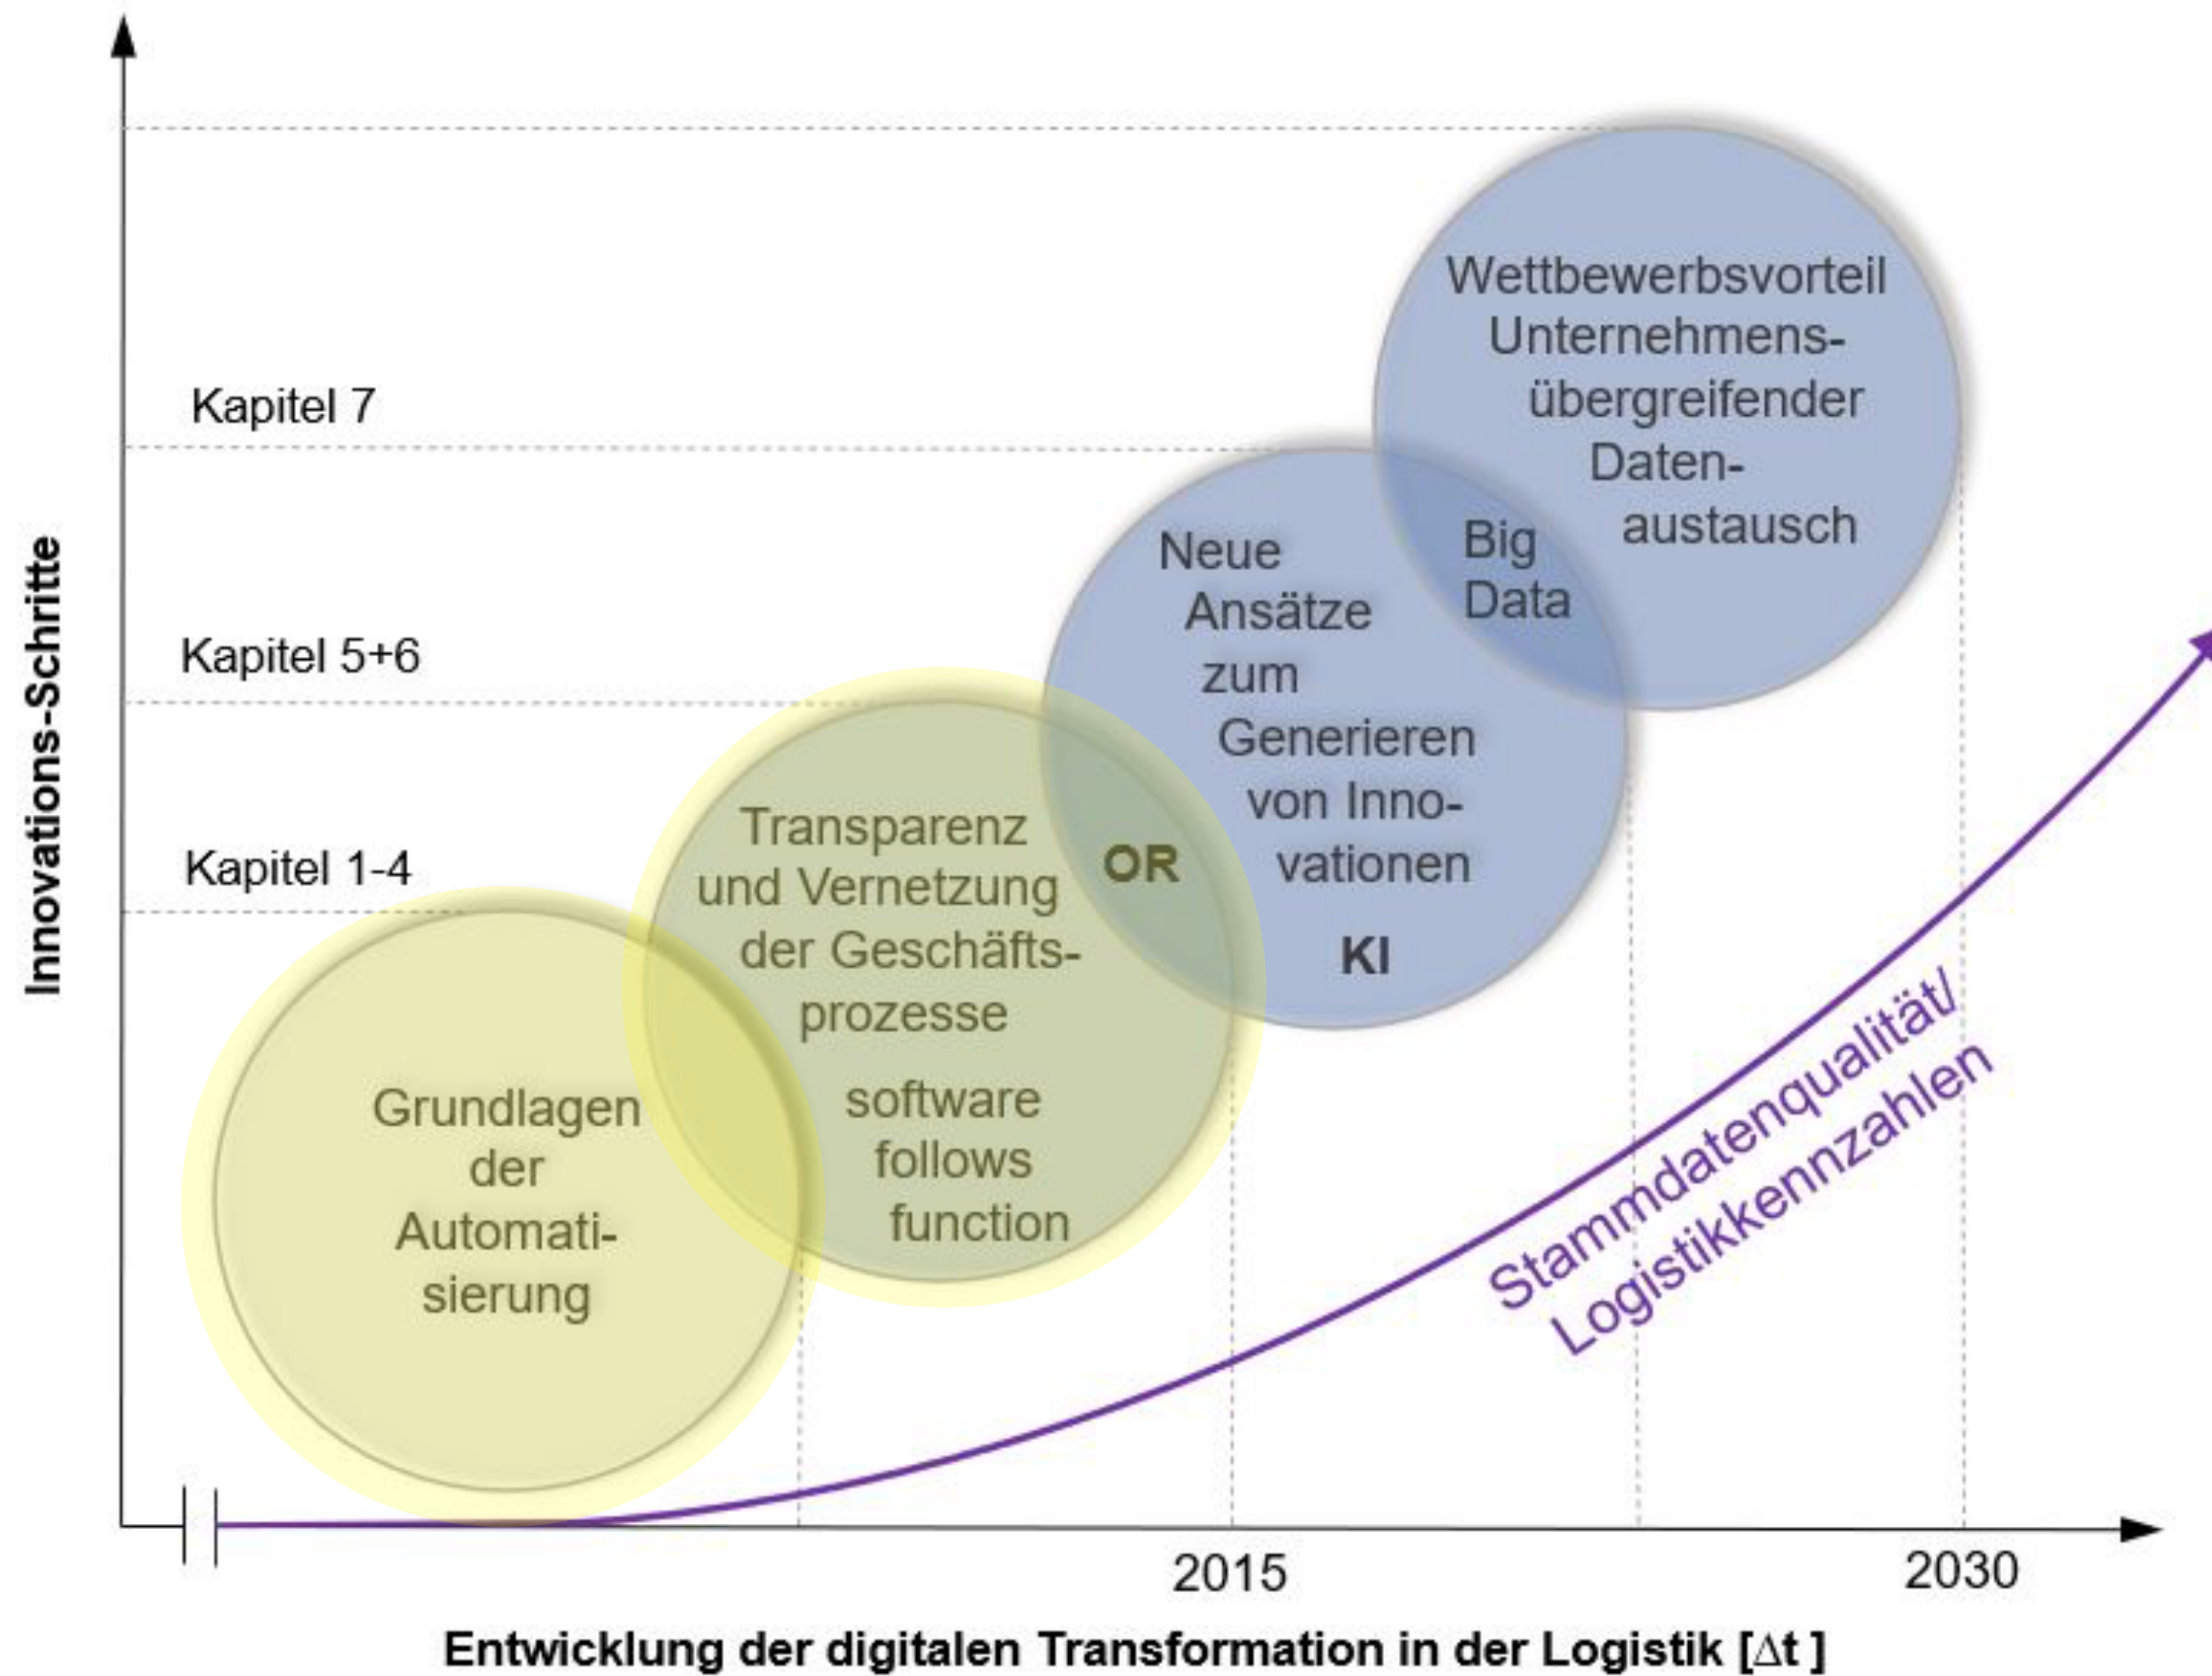 Innovations-Schritte
Kapitel 7
Kapitel 5+6
Kapitel 1-4
Grundlagen
der
Automati-
sierung
Transparenz
und Vernetzung
der Geschäfts-
prozesse
software
follows
function
OR
Neue
Ansätze
zum
Generieren
von Inno-
vationen
KI
Big
Data
Wettbewerbsvorteil
Unternehmens-
übergreifender
Daten-
austausch
Stammdatenqualität/
Logistikkennzahlen
2015
2030
Entwicklung der digitalen Transformation in der Logistik [Δt ]